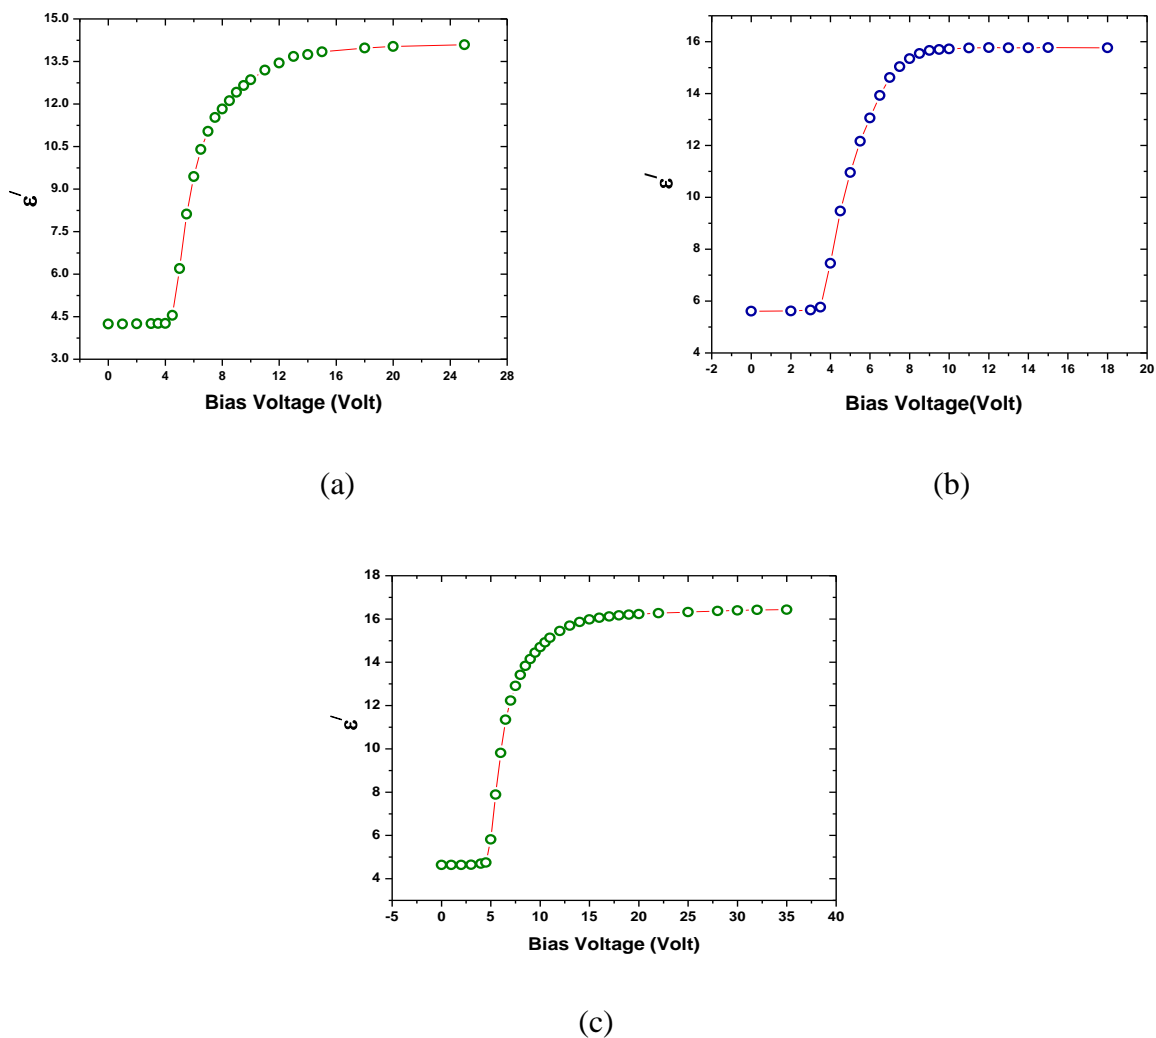 15.0
13.5
12.0
10.5
9.0
7.5
6.0
4.5
3.0
ε/
0 4 8 12 16 20 24 28
Bias Voltage (Volt)
(a)
16
14
12
10
8
6
4
ε/
-2 0 2 4 6 8 10 12 14 16 18 20
Bias Voltage(Volt)
(b)
18
16
14
12
10
8
6
4
ε/
-5 0 5 10 15 20 25 30 35 40
Bias Voltage (Volt)
(c)